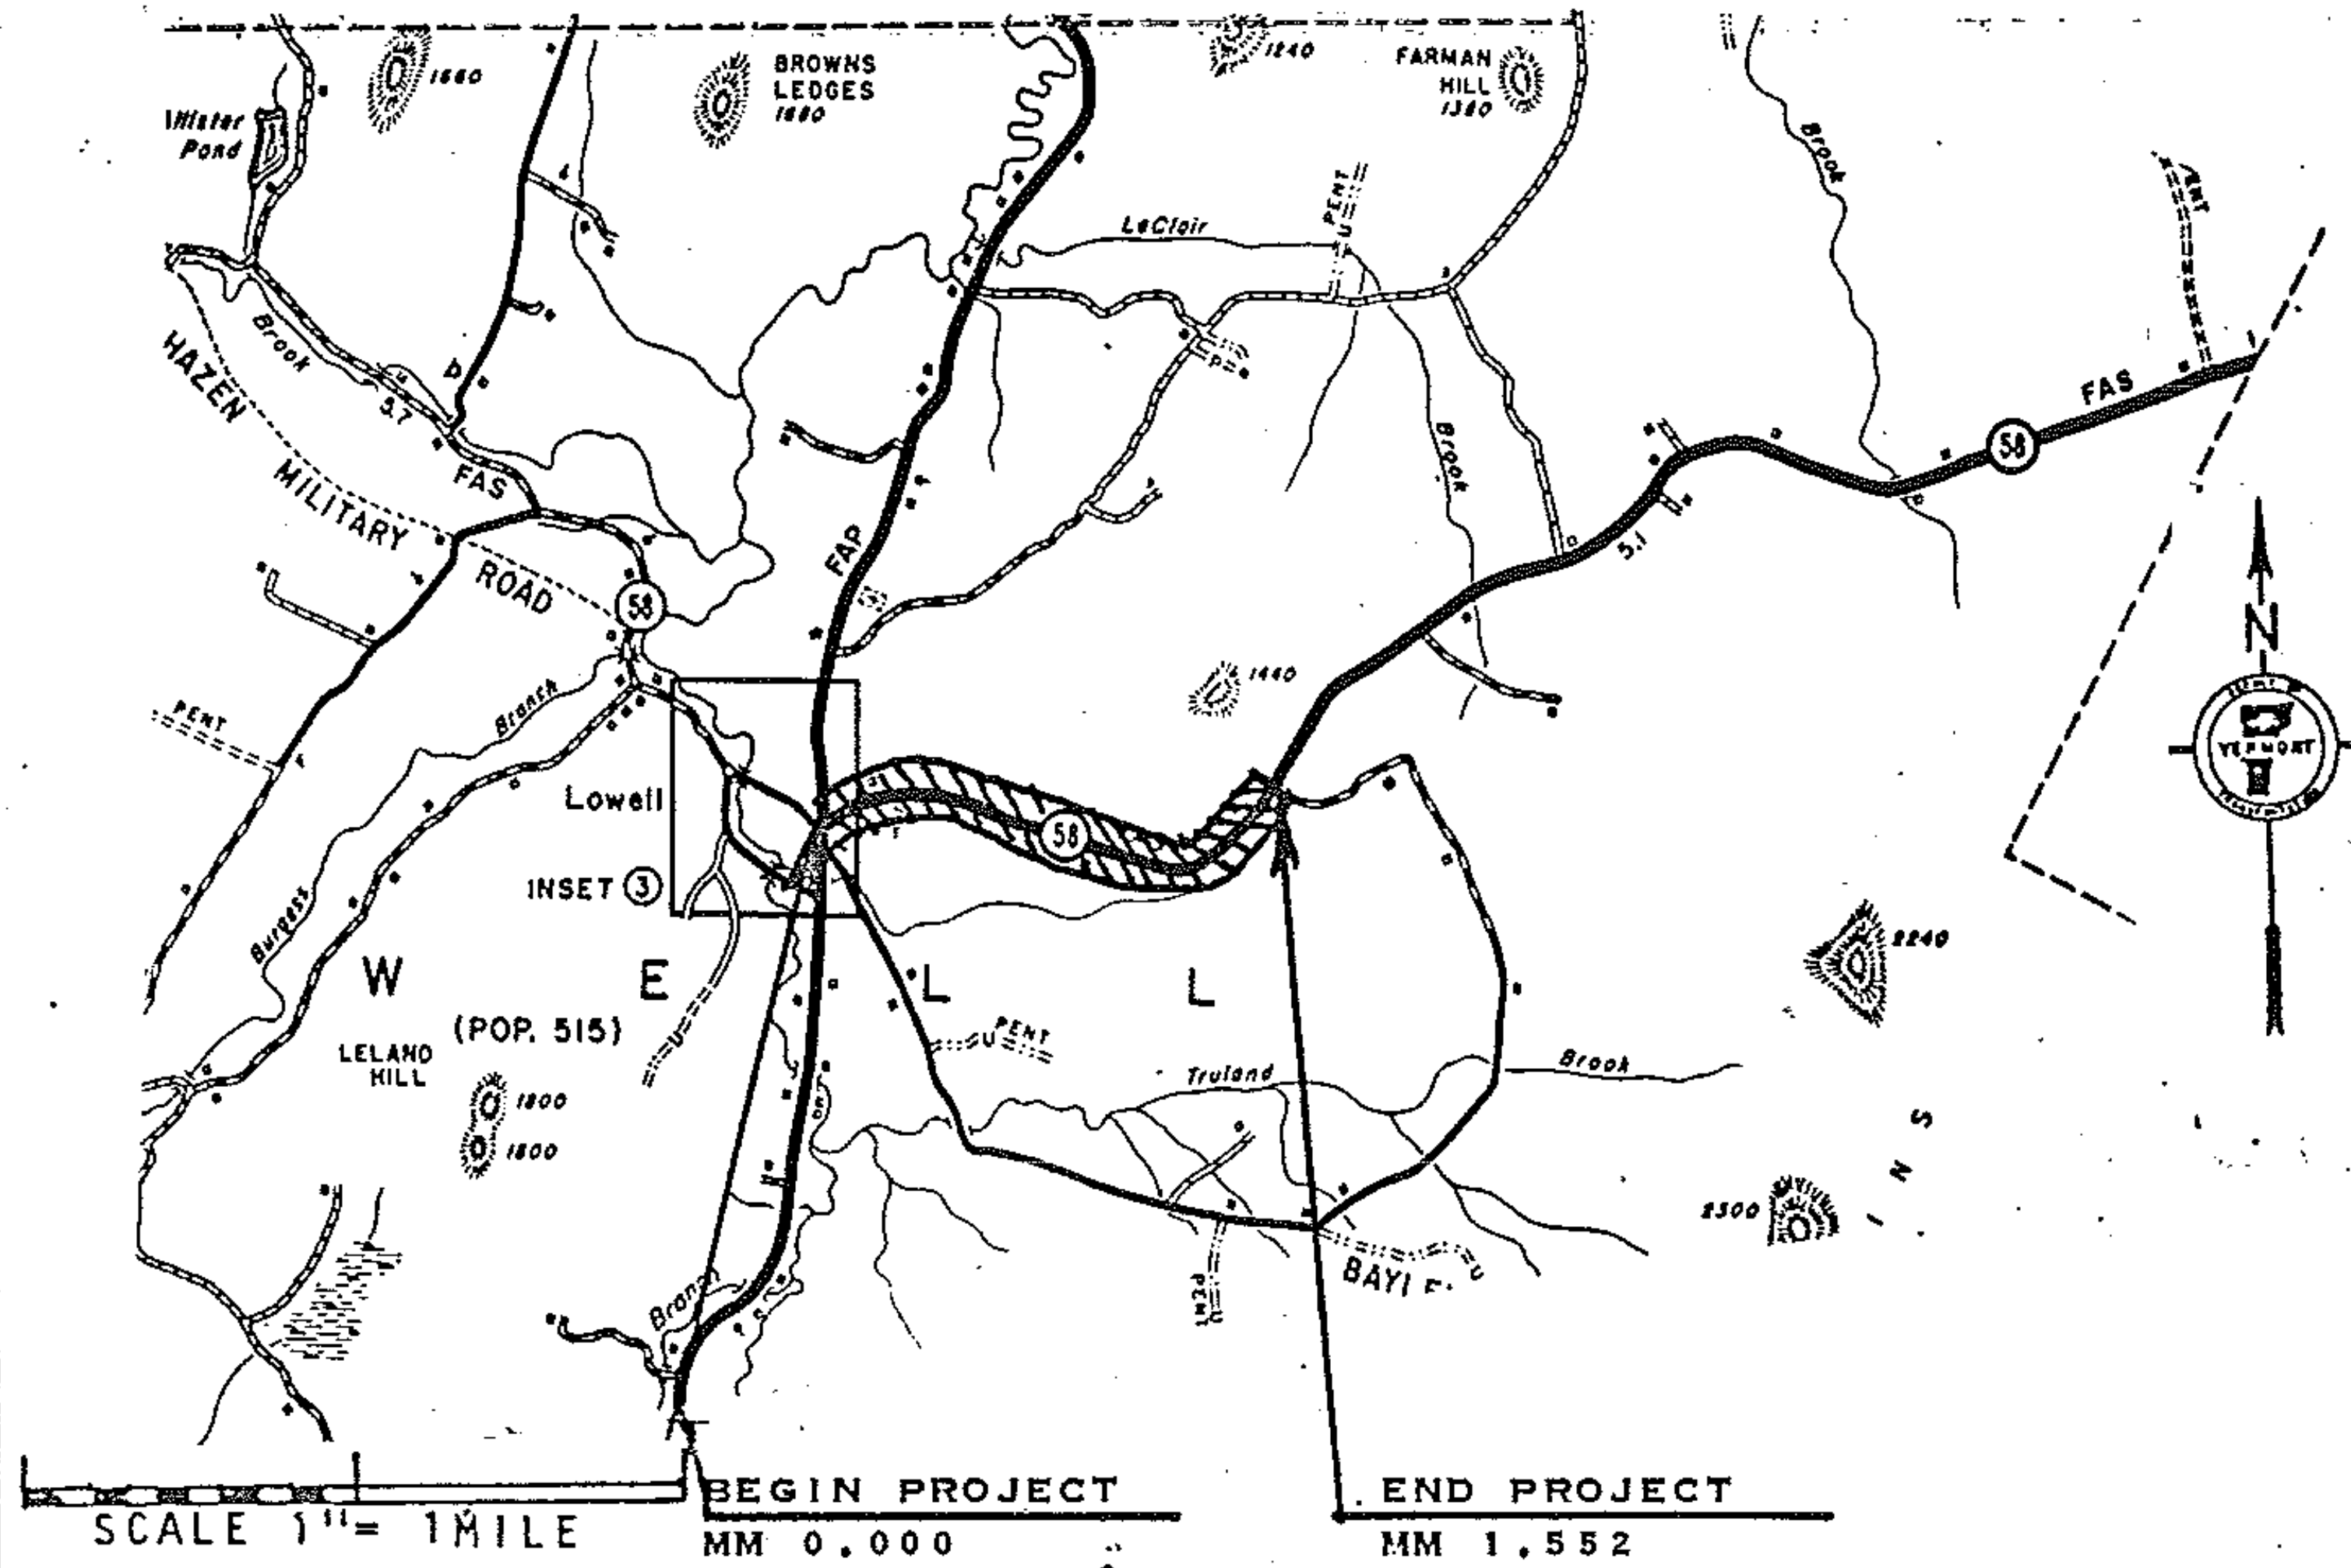 1660
BROWNS
LEDGES
1680
1240
FARMAN
HILL
1380
Pond
Brook
PENT
LeClair
U
HAZEN
Brook
5.7
FAS
MILITARY
ROAD
58
FAP
Brook
5.1
58
FAS
N
VERMONT
1440
PENT
Branch
Lowell
INSET 3
58
Burgess
W E L L
2240
(POP. 515)
LELAND
HILL
1800
1800
U
U PENT
Truland
Brook
2300
I N S
PENT
U
SCALE 1"= 1 MILE
BEGIN PROJECT
MM 0.000
END PROJECT
MM 1.552